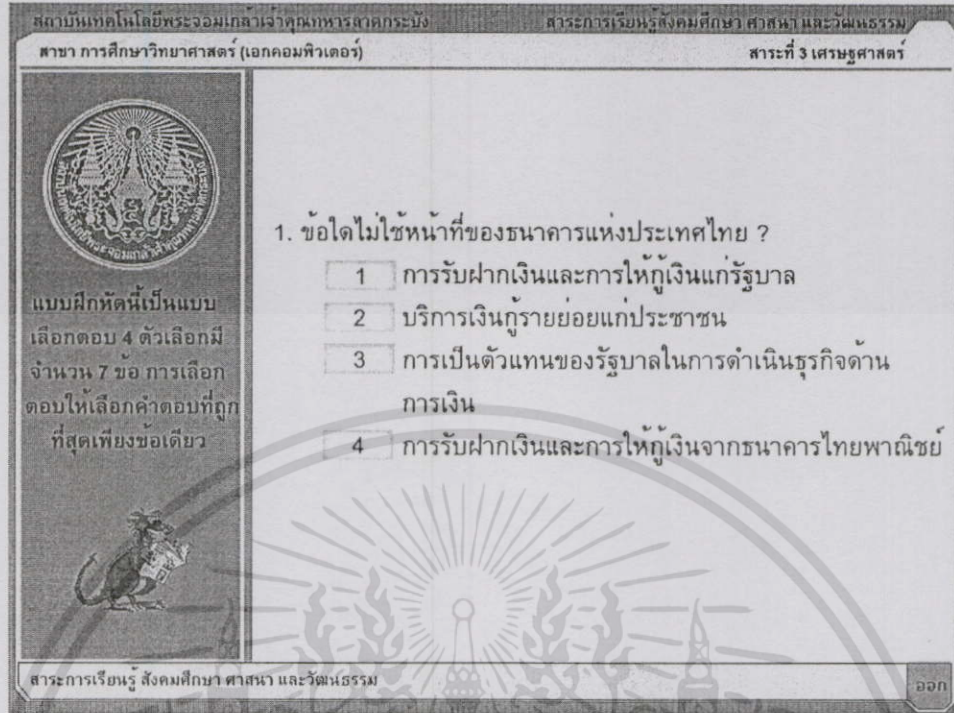 สถาบันเทคโนโลยีพระจอมเกล้าเจ้าคุณทหารลาดกระบัง
สาระการเรียนรู้สังคมศึกษา ศาสนา และวัฒนธรรม
สาขา การศึกษาวิทยาศาสตร์ (เอกคอมพิวเตอร์)
สาระที่ 3 เศรษฐศาสตร์
แบบฝึกหัดนี้เป็นแบบ
เลือกตอบ 4 ตัวเลือกมี
จำนวน 7 ข้อ การเลือก
ตอบให้เลือกคำตอบที่ถูก
ที่สุดเพียงข้อเดียว
1. ข้อใดไม่ใช้หน้าที่ของธนาคารแห่งประเทศไทย ?
1 การรับฝากเงินและการให้กู้เงินแก่รัฐบาล
2 บริการเงินกู้รายย่อยแก่ประชาชน
3 การเป็นตัวแทนของรัฐบาลในการดำเนินธุรกิจด้าน
การเงิน
4 การรับฝากเงินและการให้กู้เงินจากธนาคารไทยพาณิชย์
สาระการเรียนรู้ สังคมศึกษา ศาสนา และวัฒนธรรม
ออก